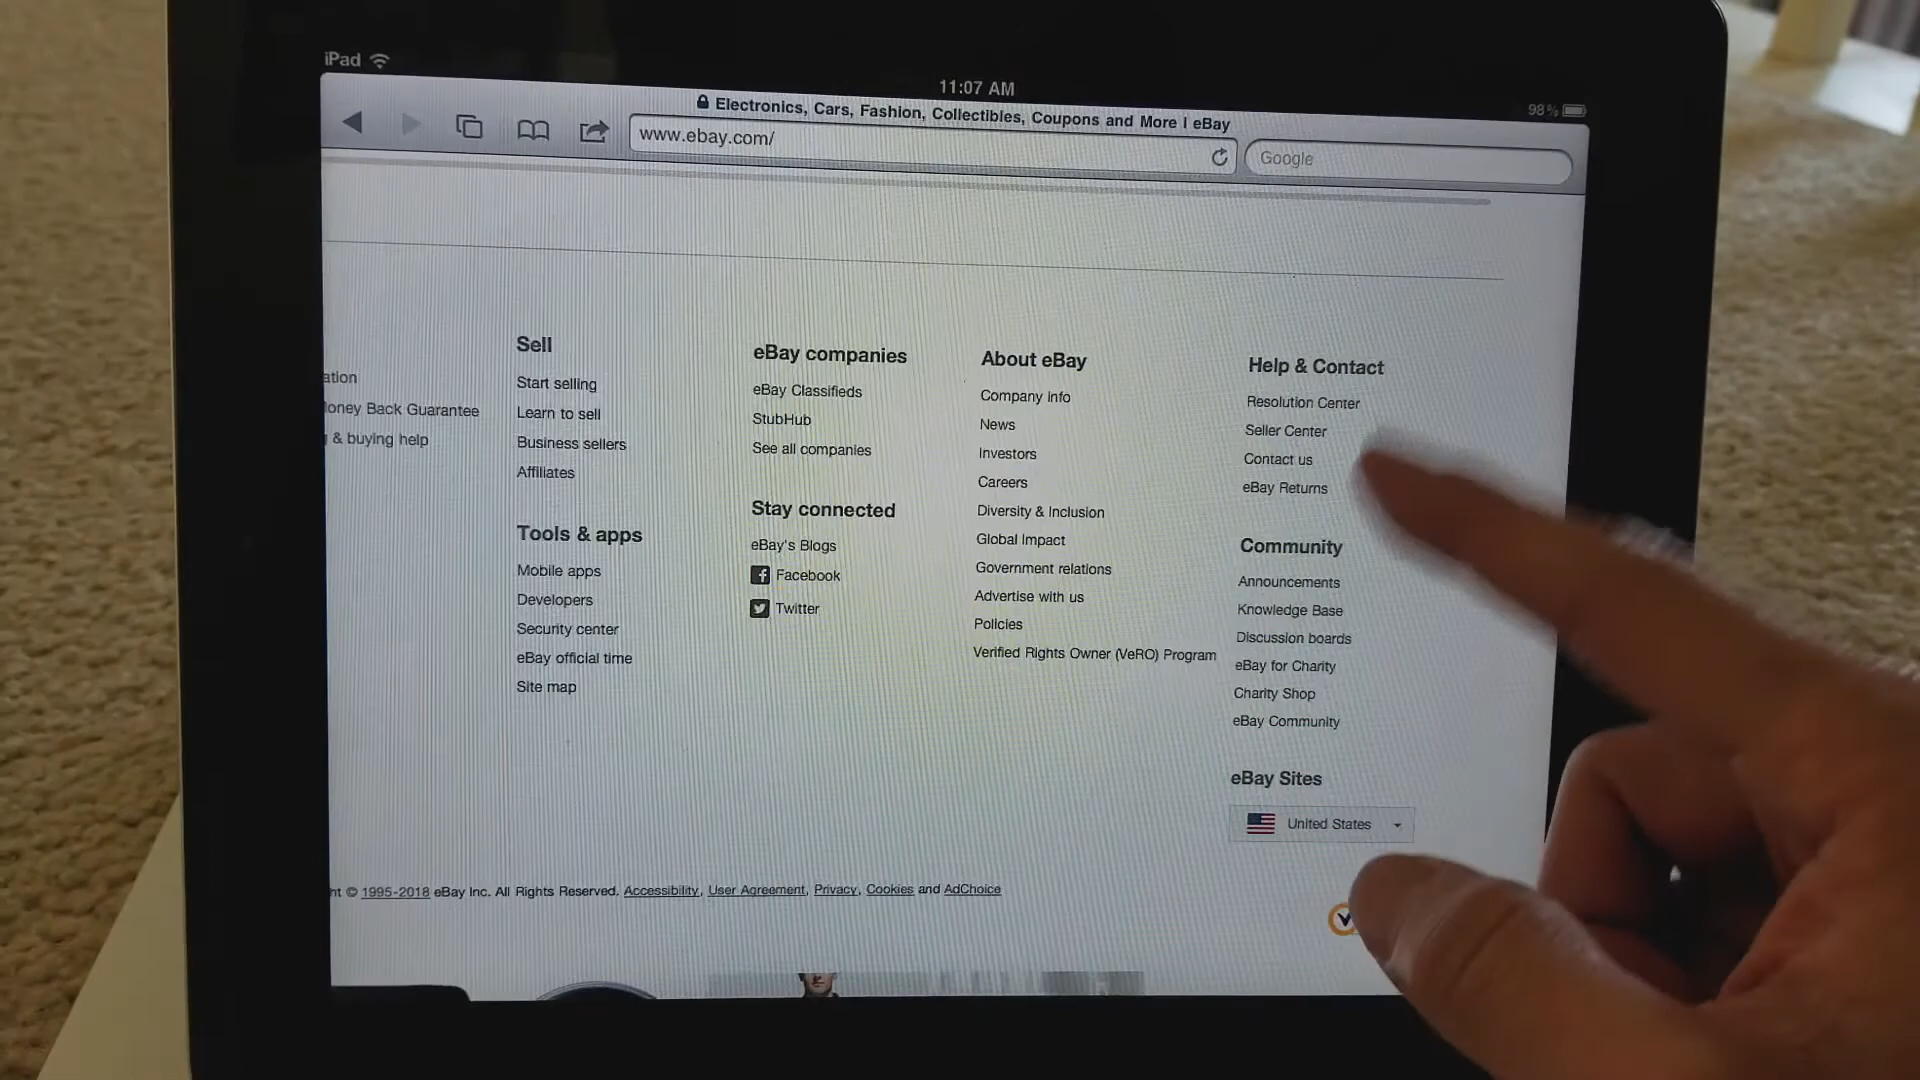 iPad
11:07 AM
98%
Electronics, Cars, Fashion, Collectibles, Coupons and More | eBay
www.ebay.com/
Google
ation
oney Back Guarantee
& buying help
Sell
Start selling
Learn to sell
Business sellers
Affiliates
Tools & apps
Mobile apps
Developers
Security center
eBay official time
Site map
eBay companies
eBay Classifieds
StubHub
See all companies
Stay connected
eBay's Blogs
Facebook
Twitter
About eBay
Company info
News
Investors
Careers
Diversity & Inclusion
Global Impact
Government relations
Advertise with us
Policies
Verified Rights Owner (VeRO) Program
Help & Contact
Resolution Center
Seller Center
Contact us
eBay Returns
Community
Announcements
Knowledge Base
Discussion boards
eBay for Charity
Charity Shop
eBay Community
eBay Sites
United States
ht © 1995-2018 eBay Inc. All Rights Reserved. Accessibility, User Agreement, Privacy, Cookies and AdChoice